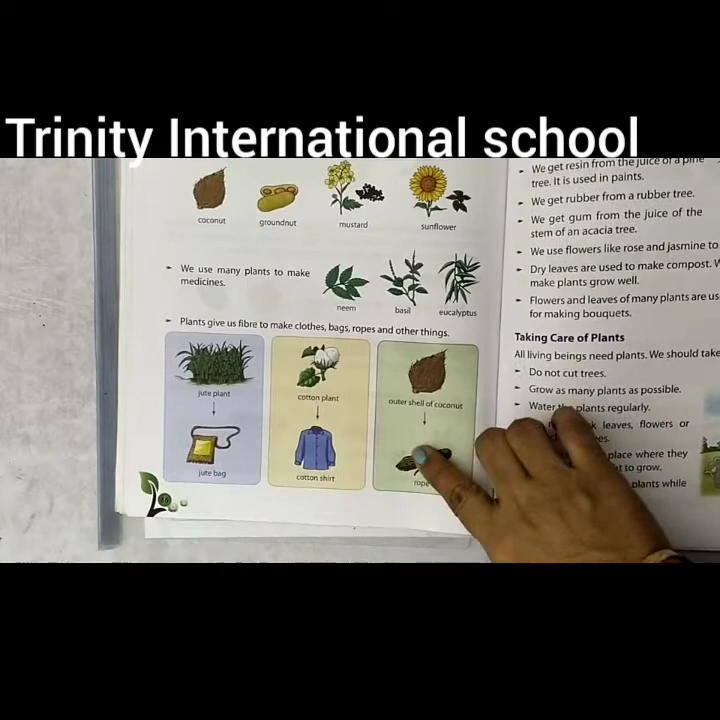 Trinity International school
coconut
groundnut
mustard
sunflower
We use many plants to make
medicines.
neem
basil
eucalyptus
Plants give us fibre to make clothes, bags, ropes and other things.
jute plant
cotton plant
outer shell of coconut
jute bag
cotton shirt
rope
We get resin from the juice of a pine
tree. It is used in paints.
We get rubber from a rubber tree.
We get gum from the juice of the
stem of an acacia tree.
We use flowers like rose and jasmine to
Dry leaves are used to make compost.
make plants grow well.
Flowers and leaves of many plants are
for making bouquets.
Taking Care of Plants
All living beings need plants. We should take
Do not cut trees.
Grow as many plants as possible.
Water the plants regularly.
leaves, flowers or
place where they
to grow.
plants while